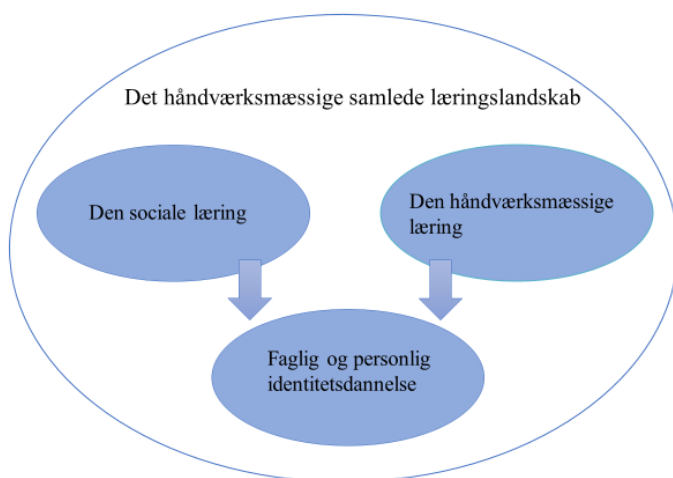 Det håndværksmæssige samlede læringslandskab
Den sociale læring
Den håndværksmæssige
læring
Faglig og personlig
identitetsdannelse